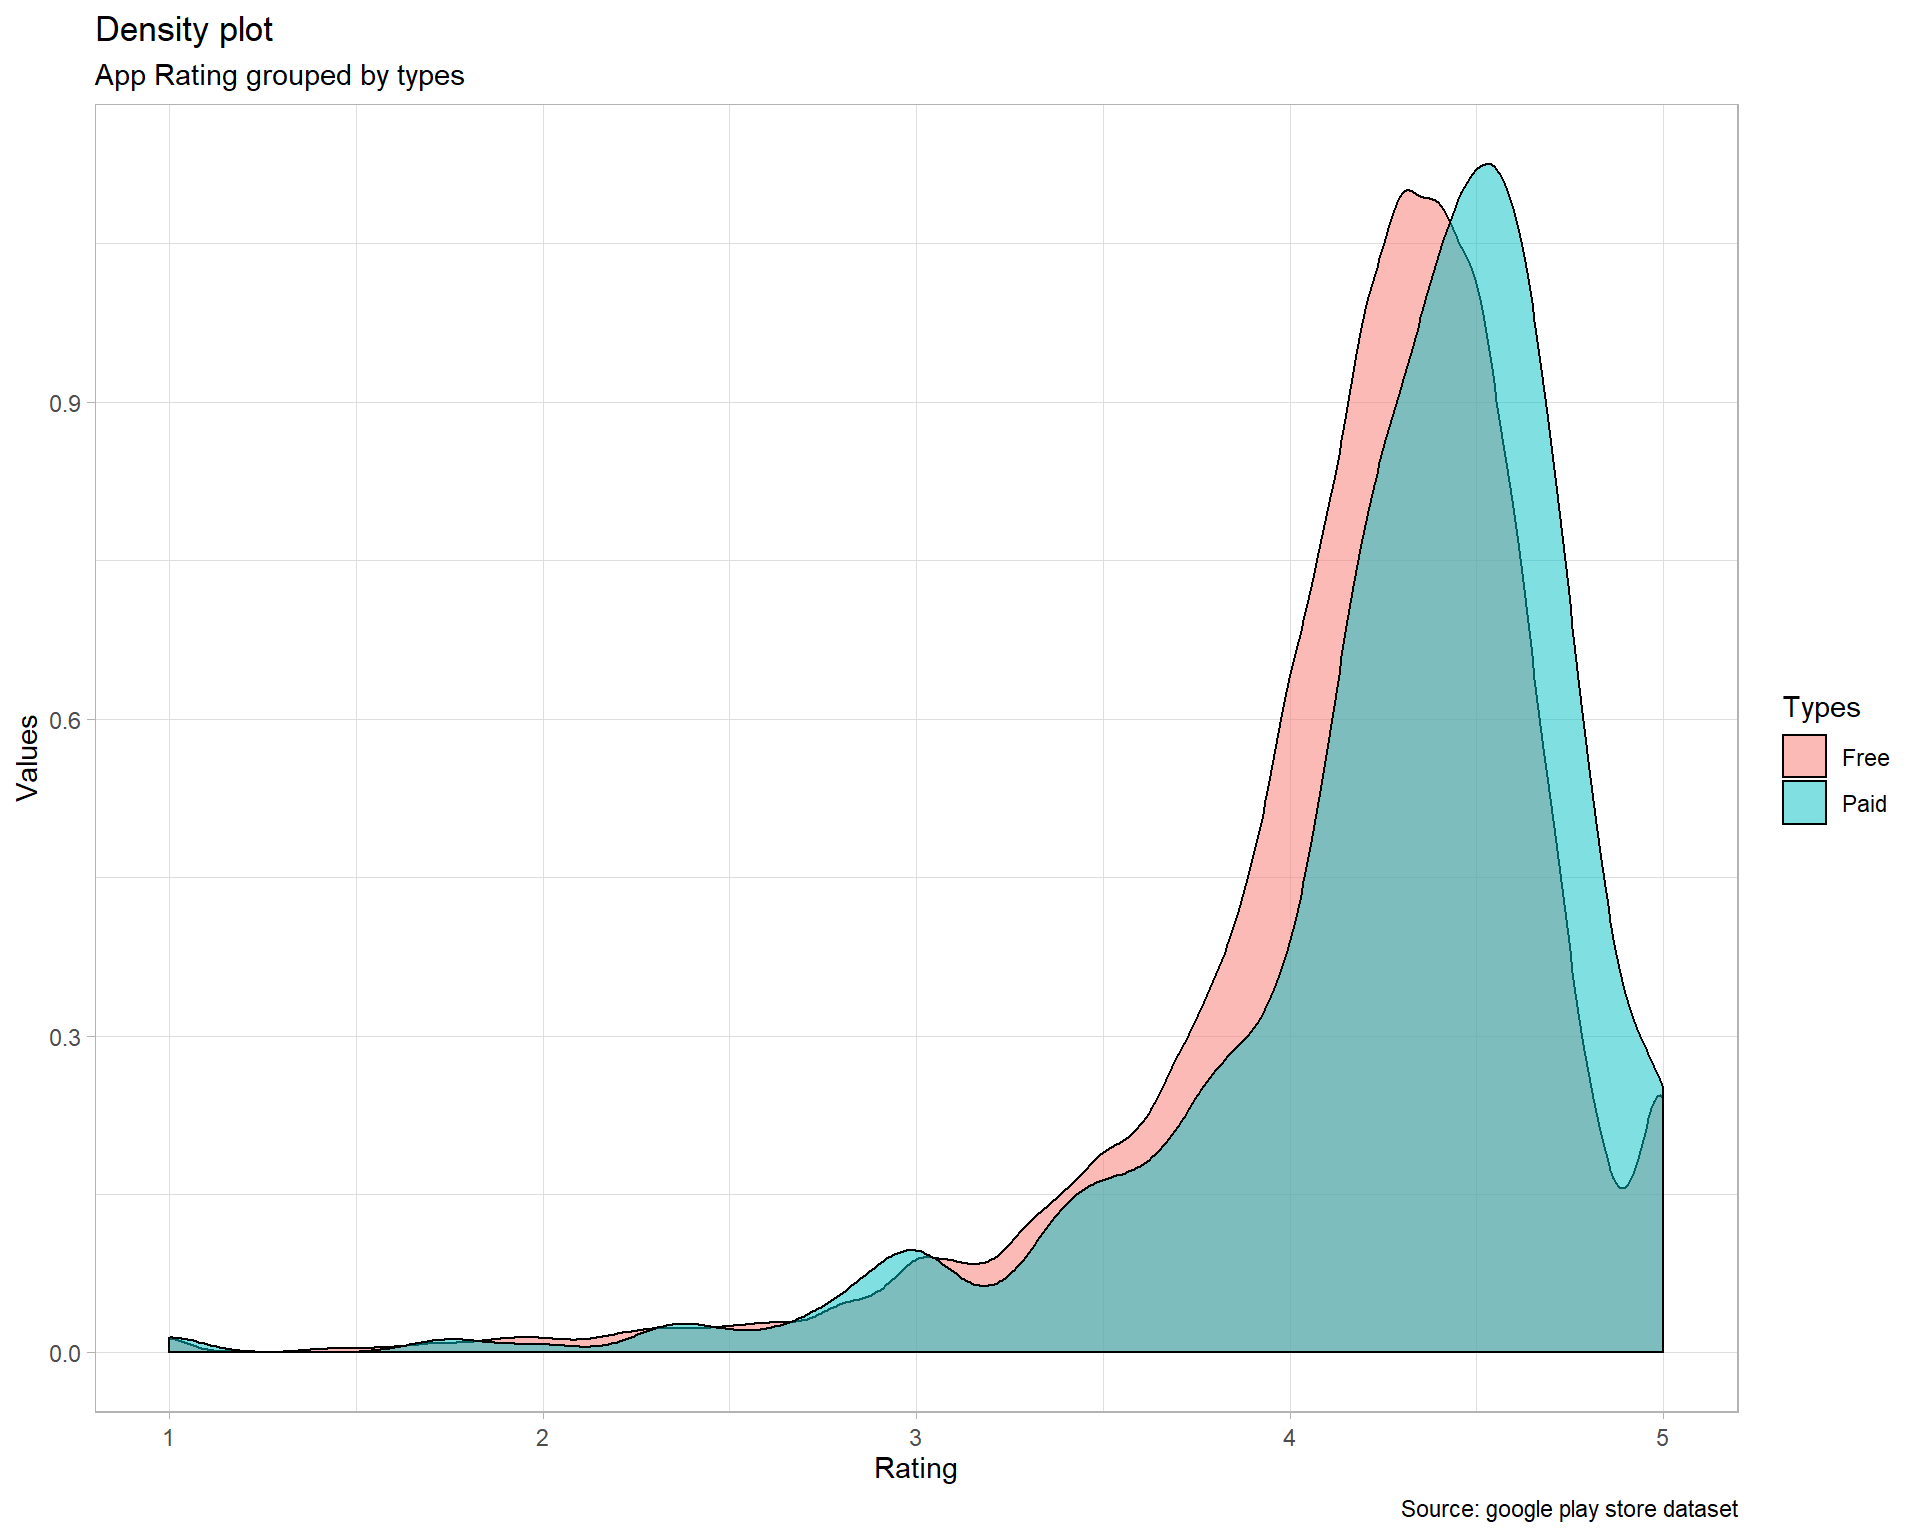 Density plot
App Rating grouped by types
Values
0.9
0.6
0.3
0.0
1 2 3 4 5
Rating
Types
Free
Paid
Source: google play store dataset